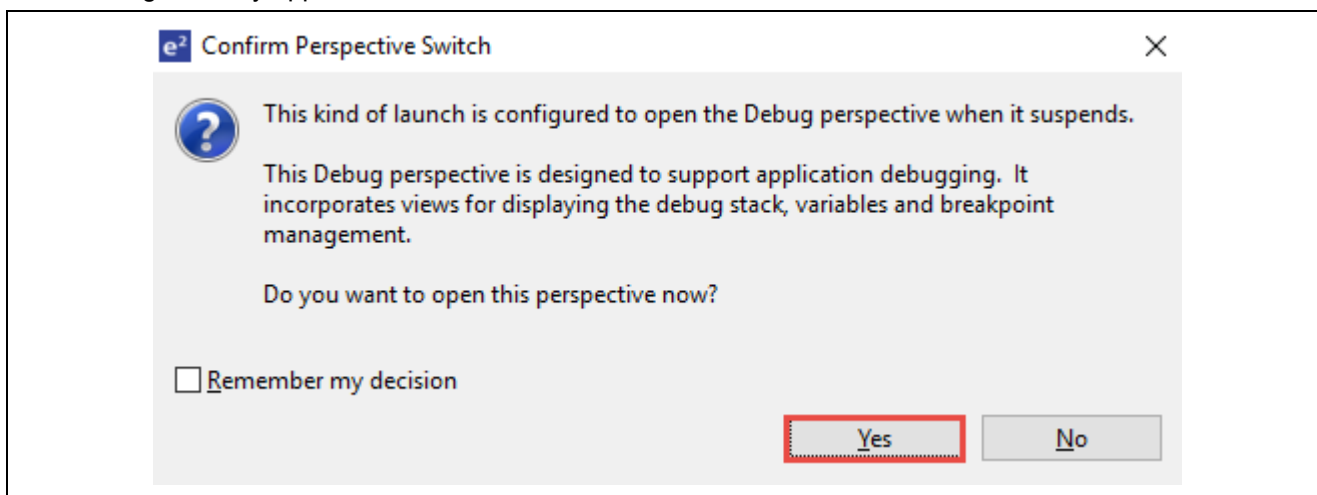 e² Confirm Perspective Switch
This kind of launch is configured to open the Debug perspective when it suspends.
This Debug perspective is designed to support application debugging. It
incorporates views for displaying the debug stack, variables and breakpoint
management.
Do you want to open this perspective now?
Remember my decision
Yes No